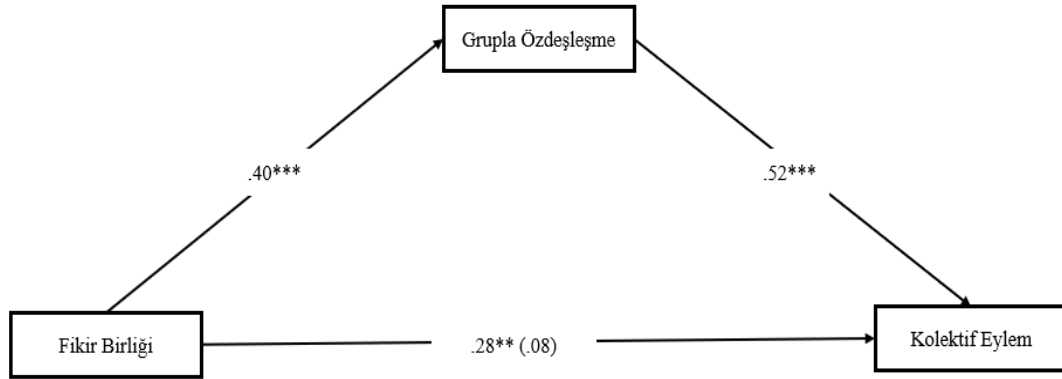 Grupla Özdeşleşme
.40***
.52***
Fikir Birliği
.28** (.08)
Kolektif Eylem